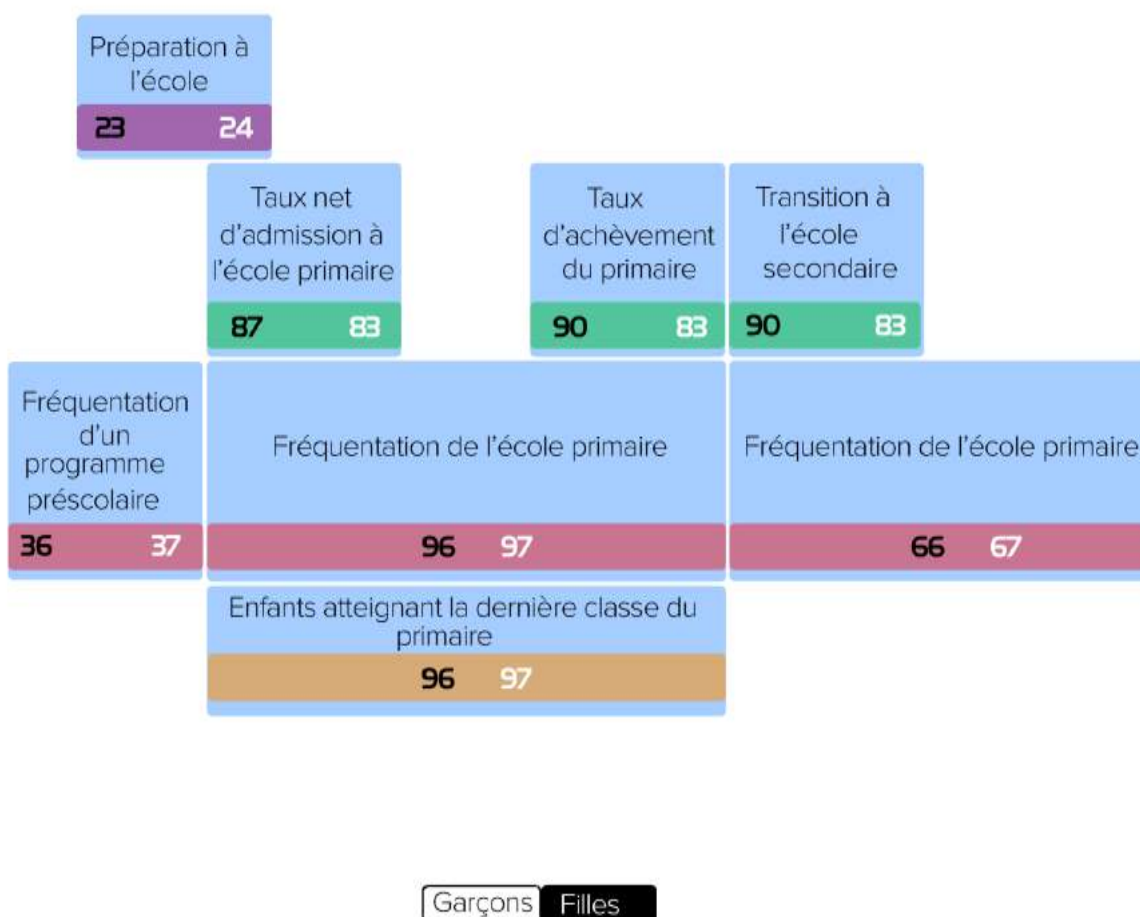 Préparation à
l'école
23 24
Taux net
d'admission à
l'école primaire
87 83
Taux
d'achèvement
du primaire
90 83
Transition à
l'école
secondaire
90 83
Fréquentation
d'un
programme
préscolaire
36 37
Fréquentation de l'école primaire
96 97
Fréquentation de l'école primaire
66 67
Enfants atteignant la dernière classe du
primaire
96 97
Garçons Filles